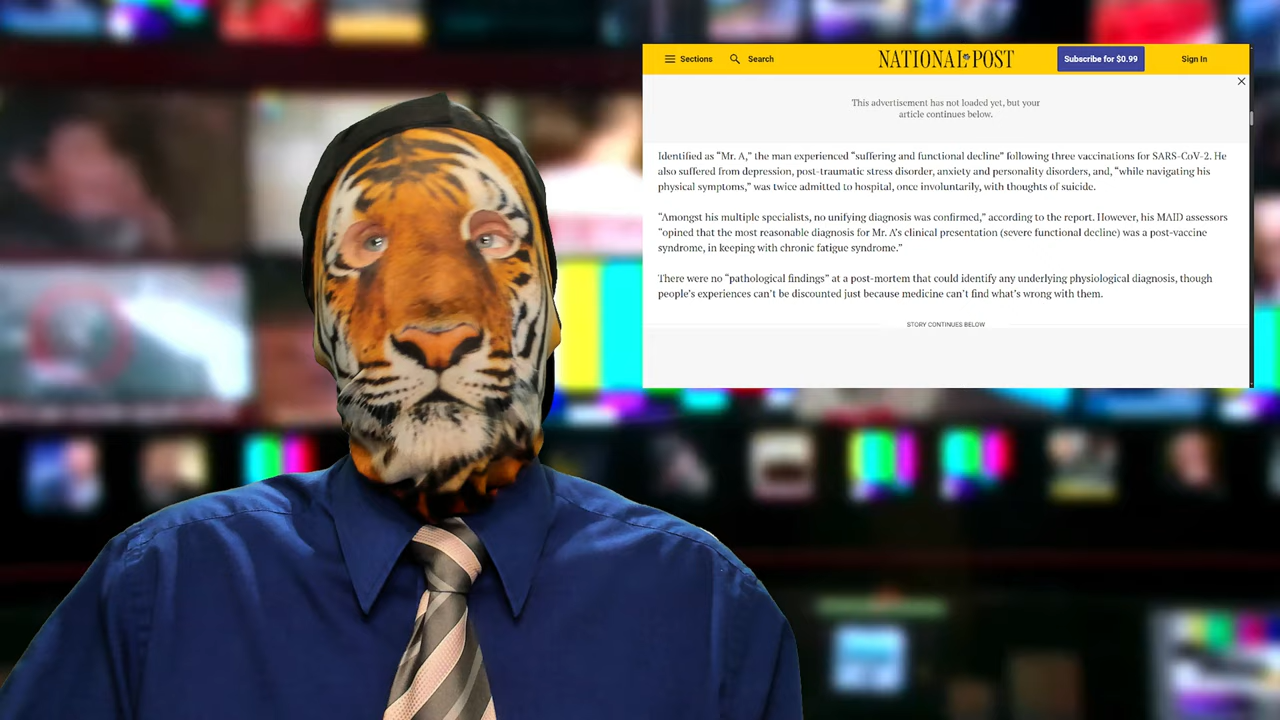 Sections
Search
NATIONAL POST
Subscribe for $0.99
Sign In
This advertisement has not loaded yet, but your
article continues below.
Identified as “Mr. A,” the man experienced “suffering and functional decline” following three vaccinations for SARS-CoV-2. He
also suffered from depression, post-traumatic stress disorder, anxiety and personality disorders, and, “while navigating his
physical symptoms,” was twice admitted to hospital, once involuntarily, with thoughts of suicide.
“Amongst his multiple specialists, no unifying diagnosis was confirmed,” according to the report. However, his MAID assessors
“opined that the most reasonable diagnosis for Mr. A’s clinical presentation (severe functional decline) was a post-vaccine
syndrome, in keeping with chronic fatigue syndrome.”
There were no “pathological findings” at a post-mortem that could identify any underlying physiological diagnosis, though
people’s experiences can’t be discounted just because medicine can’t find what’s wrong with them.
STORY CONTINUES BELOW